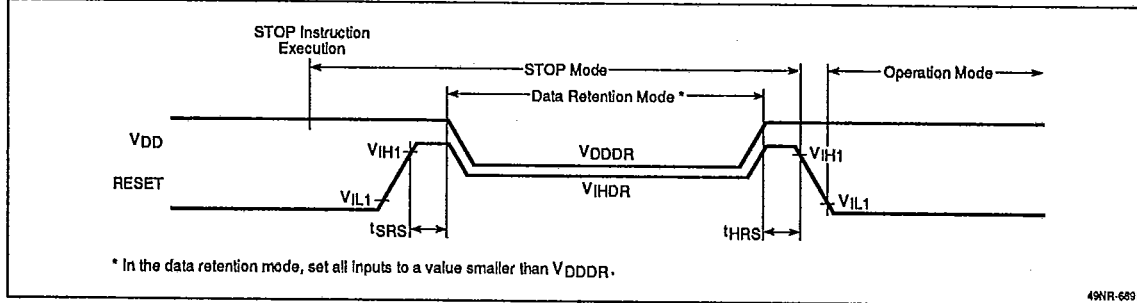 STOP Instruction
Execution
STOP Mode
Operation Mode
Data Retention Mode *
VDD
VIH1
VDDDR
VIH1
RESET
VIHDR
VIL1
VIL1
tSRS
tHRS
* In the data retention mode, set all inputs to a value smaller than VDDDR.
49NR-689